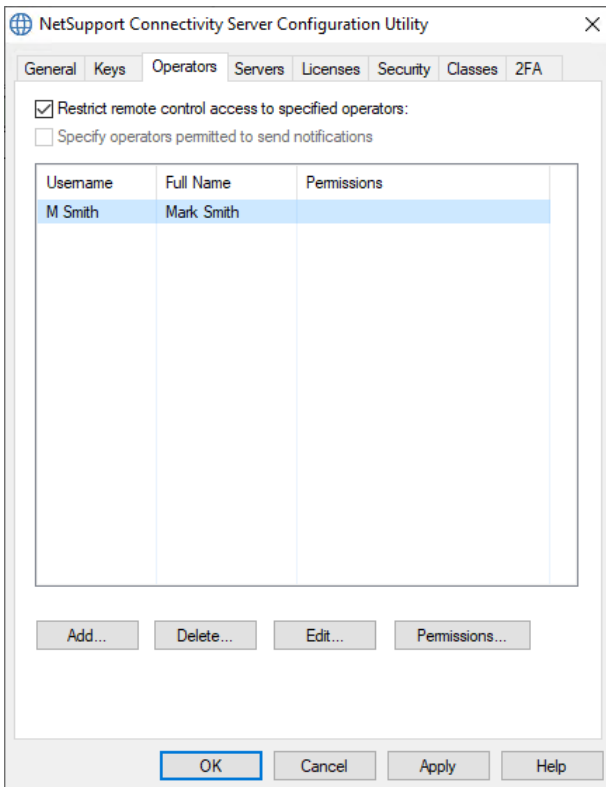 NetSupport Connectivity Server Configuration Utility
General Keys Operators Servers Licenses Security Classes 2FA
Restrict remote control access to specified operators:
Specify operators permitted to send notifications
Username Full Name Permissions
M Smith Mark Smith
Add... Delete... Edit... Permissions...
OK Cancel Apply Help